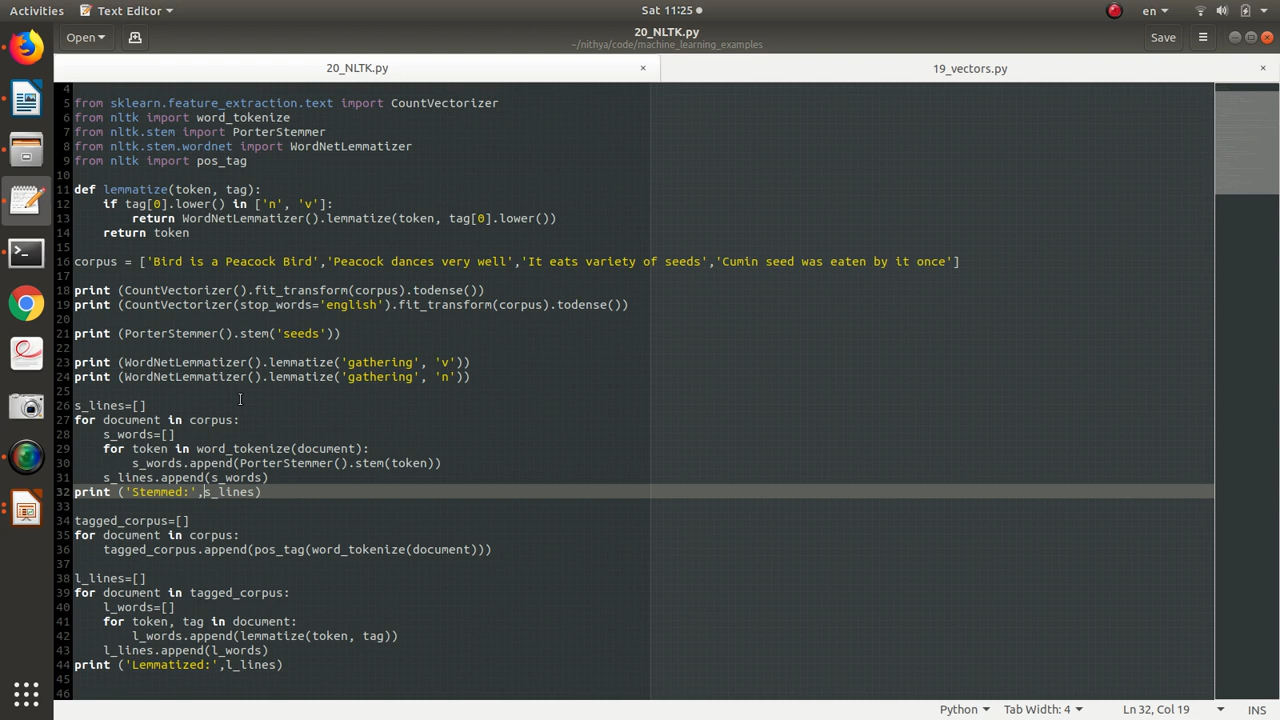 Activities Text Editor Sat 11:25 en
Open 20_NLTK.py Save
~/nithya/code/machine_learning_examples
20_NLTK.py × 19_vectors.py ×
4
5 from sklearn.feature_extraction.text import CountVectorizer
6 from nltk import word_tokenize
7 from nltk.stem import PorterStemmer
8 from nltk.stem.wordnet import WordNetLemmatizer
9 from nltk import pos_tag
10
11 def lemmatize(token, tag):
12     if tag[0].lower() in ['n', 'v']:
13         return WordNetLemmatizer().lemmatize(token, tag[0].lower())
14     return token
15
16 corpus = ['Bird is a Peacock Bird','Peacock dances very well','It eats variety of seeds','Cumin seed was eaten by it once']
17
18 print (CountVectorizer().fit_transform(corpus).todense())
19 print (CountVectorizer(stop_words='english').fit_transform(corpus).todense())
20
21 print (PorterStemmer().stem('seeds'))
22
23 print (WordNetLemmatizer().lemmatize('gathering', 'v'))
24 print (WordNetLemmatizer().lemmatize('gathering', 'n'))
25
26 s_lines=[]
27 for document in corpus:
28     s_words=[]
29     for token in word_tokenize(document):
30         s_words.append(PorterStemmer().stem(token))
31     s_lines.append(s_words)
32 print ('Stemmed:',s_lines)
33
34 tagged_corpus=[]
35 for document in corpus:
36     tagged_corpus.append(pos_tag(word_tokenize(document)))
37
38 l_lines=[]
39 for document in tagged_corpus:
40     l_words=[]
41     for token, tag in document:
42         l_words.append(lemmatize(token, tag))
43     l_lines.append(l_words)
44 print ('Lemmatized:',l_lines)
45
46
Python Tab Width: 4 Ln 32, Col 19 INS